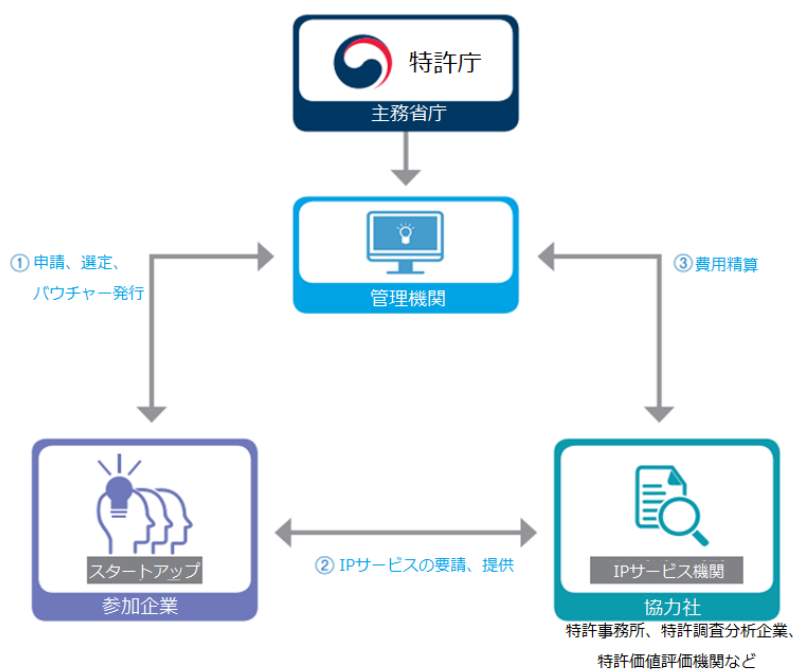 特許庁
主務省庁
管理機関
① 申請、選定、
バウチャー発行
③ 費用精算
スタートアップ
参加企業
② IPサービスの要請、提供
IPサービス機関
協力社
特許事務所、特許調査分析企業、
特許価値評価機関など